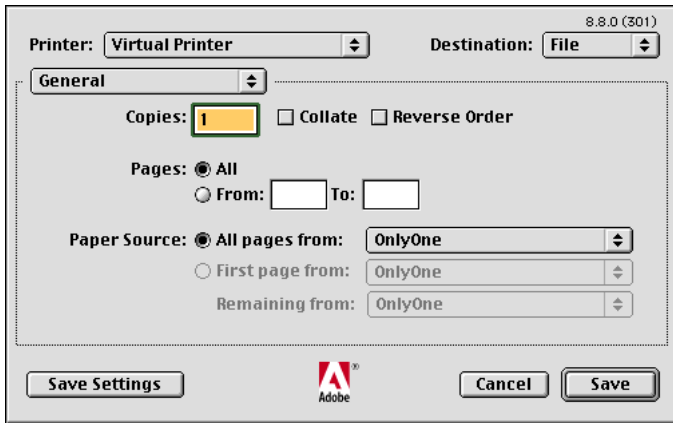 8.8.0 (301)
Printer: Virtual Printer Destination: File
General
Copies: 1 Collate Reverse Order
Pages: All
From: To:
Paper Source: All pages from: OnlyOne
First page from: OnlyOne
Remaining from: OnlyOne
Save Settings Adobe® Cancel Save